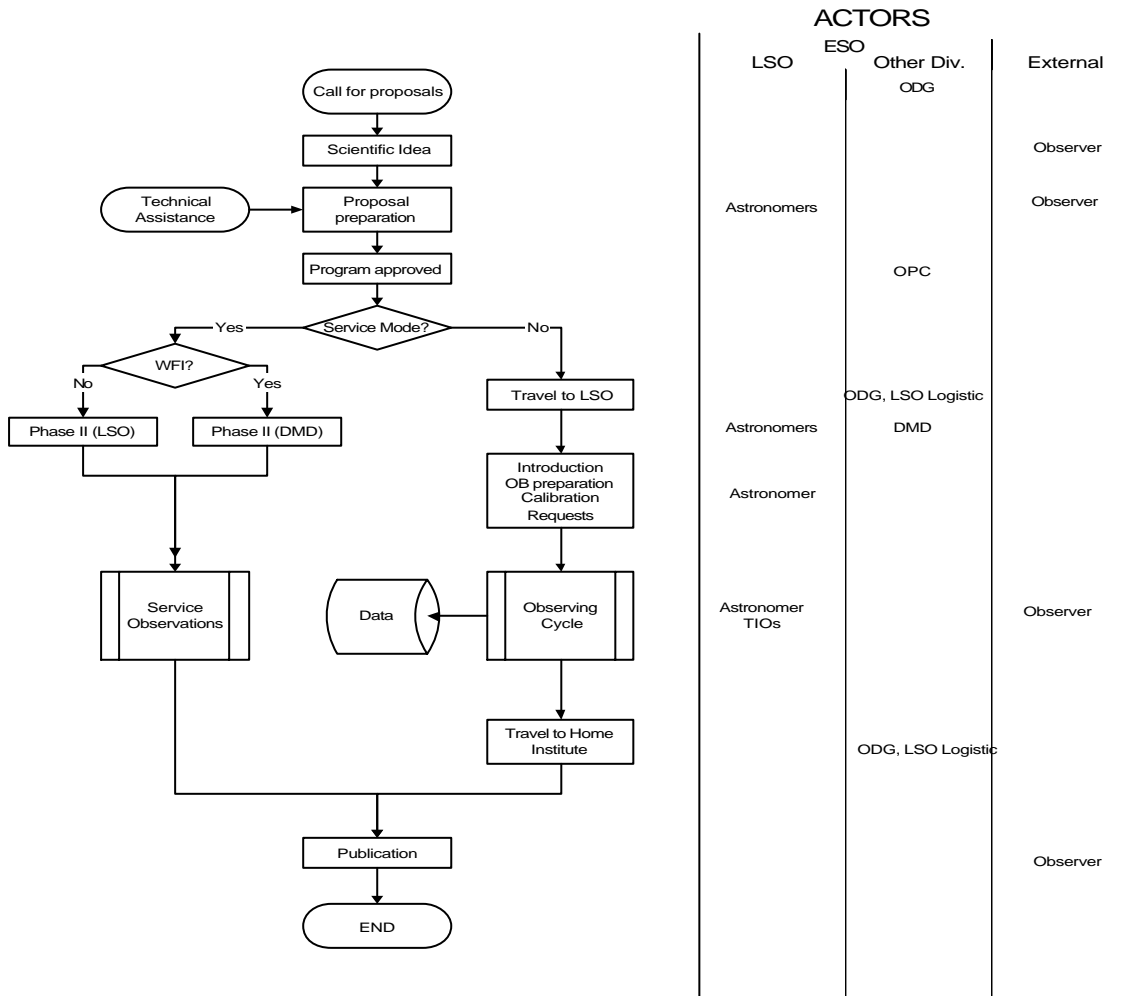 ACTORS
ESO
LSO
Other Div.
External
Call for proposals
ODG
Scientific Idea
Observer
Technical
Assistance
Proposal
preparation
Astronomers
Observer
Program approved
OPC
Service Mode?
Yes
No
WFI?
No
Yes
Travel to LSO
ODG, LSO Logistic
Phase II (LSO)
Phase II (DMD)
Astronomers
DMD
Introduction
OB preparation
Calibration
Requests
Astronomer
Service
Observations
Data
Observing
Cycle
Astronomer
TIOs
Observer
Travel to Home
Institute
ODG, LSO Logistic
Publication
Observer
END